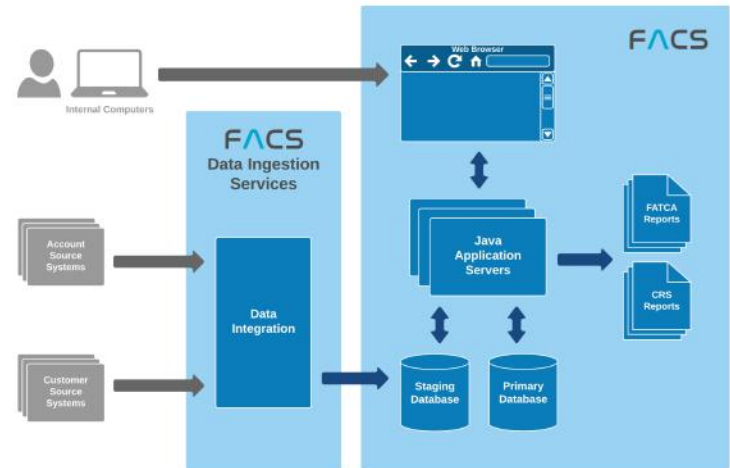 FACS
Web Browser
Internal Computers
FACS
Data Ingestion
Services
Account
Source
Systems
Java
Application
Servers
FATCA
Reports
CRS
Reports
Data
Integration
Customer
Source
Systems
Staging
Database
Primary
Database